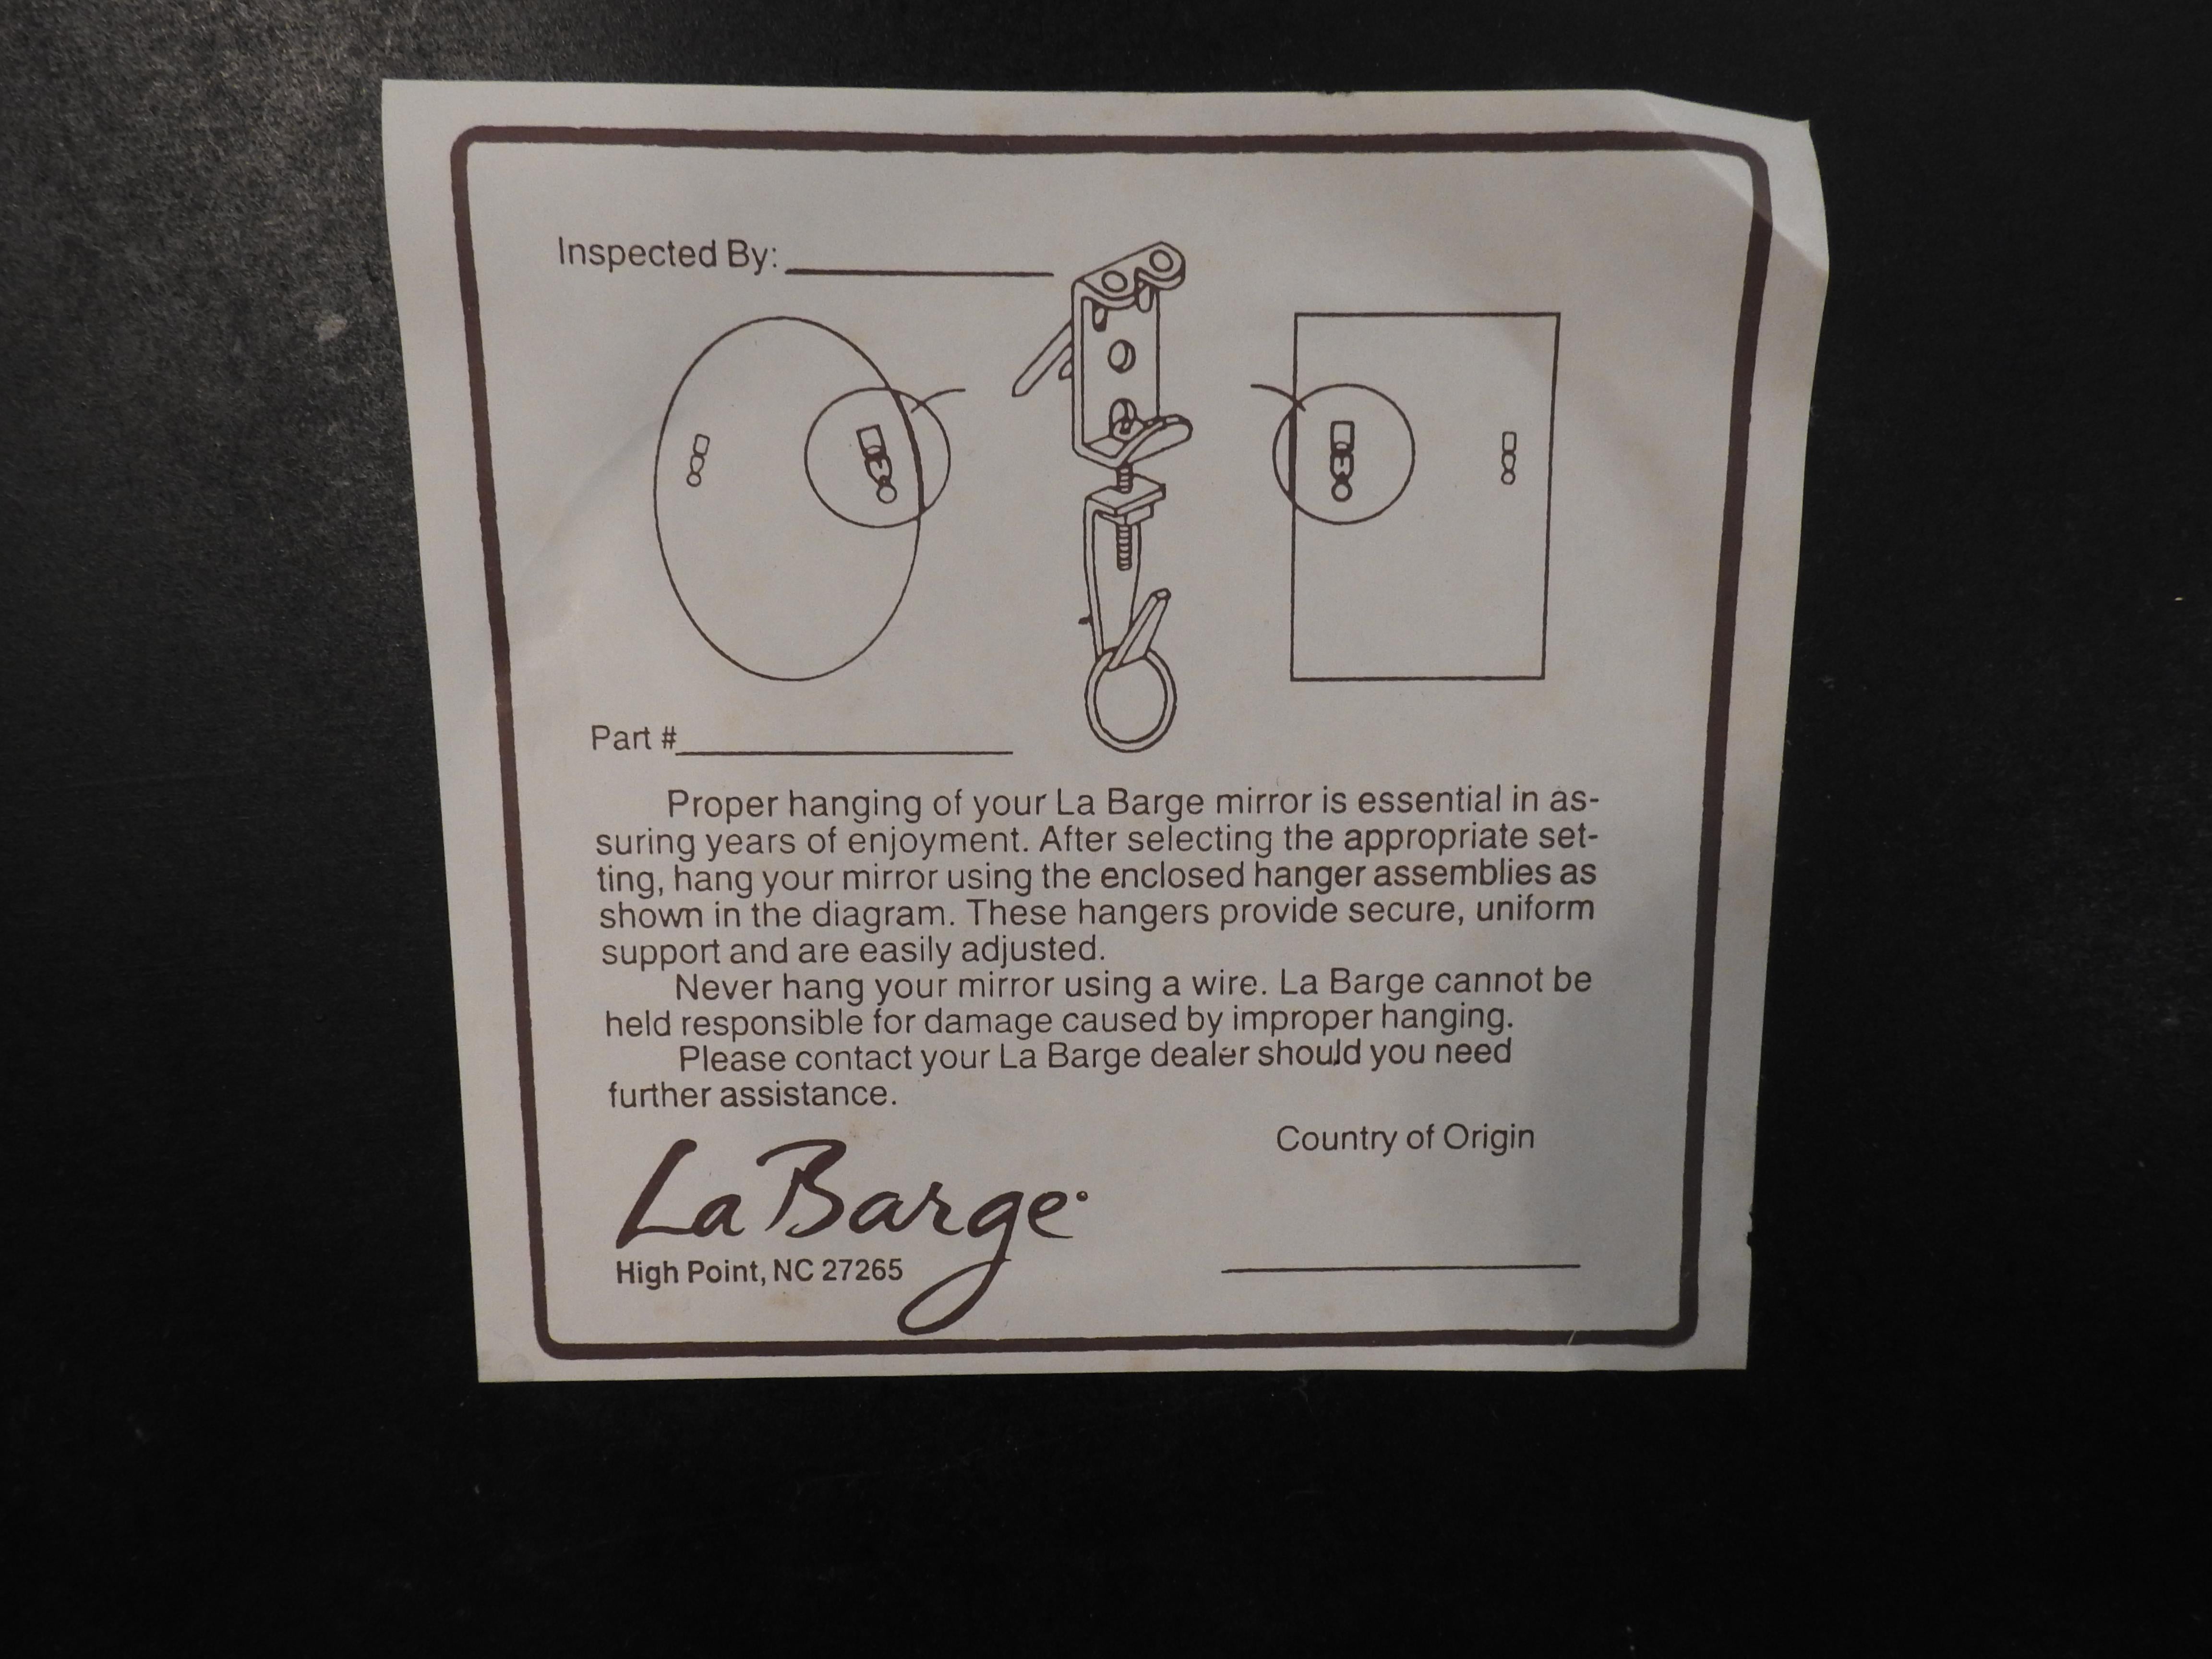 Inspected By:
Part #
Proper hanging of your La Barge mirror is essential in as-
suring years of enjoyment. After selecting the appropriate set-
ting, hang your mirror using the enclosed hanger assemblies as
shown in the diagram. These hangers provide secure, uniform
support and are easily adjusted.
Never hang your mirror using a wire. La Barge cannot be
held responsible for damage caused by improper hanging.
Please contact your La Barge dealer should you need
further assistance.
Country of Origin
La Barge
High Point, NC 27265